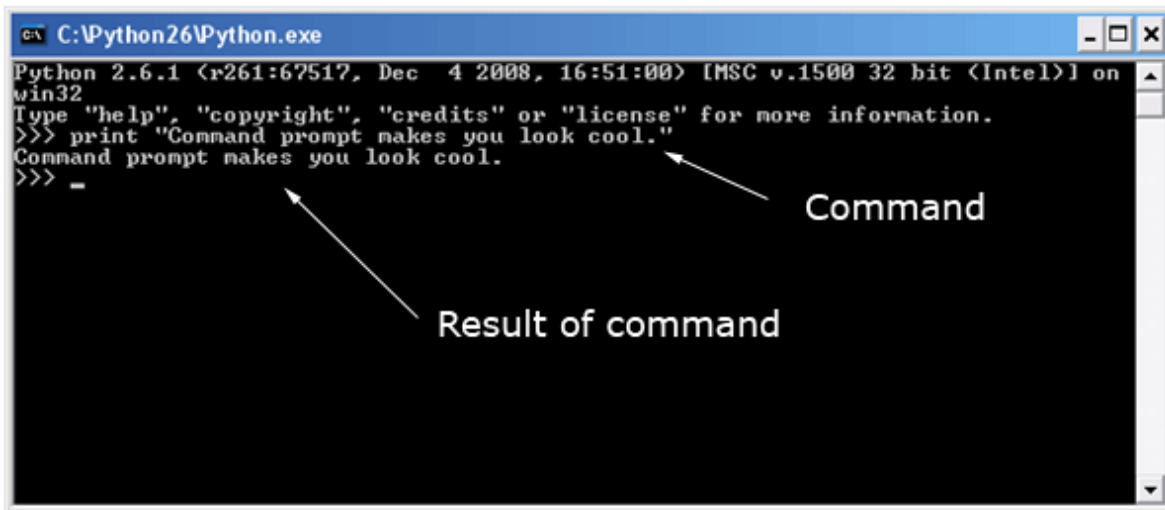 C:\Python26\Python.exe
Python 2.6.1 (r261:67517, Dec  4 2008, 16:51:00) [MSC v.1500 32 bit (Intel)] on
win32
Type "help", "copyright", "credits" or "license" for more information.
>>> print "Command prompt makes you look cool."
Command prompt makes you look cool.
>>> _
Command
Result of command